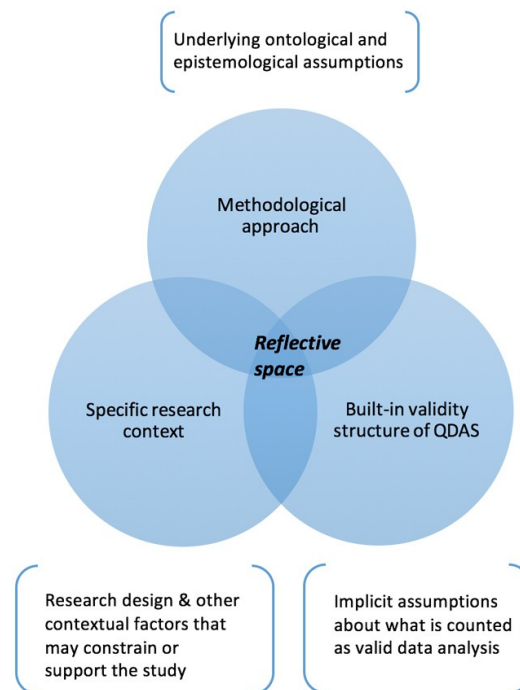 Underlying ontological and
epistemological assumptions
Methodological
approach
Reflective
space
Specific research
context
Built-in validity
structure of QDAS
Research design & other
contextual factors that
may constrain or
support the study
Implicit assumptions
about what is counted
as valid data analysis